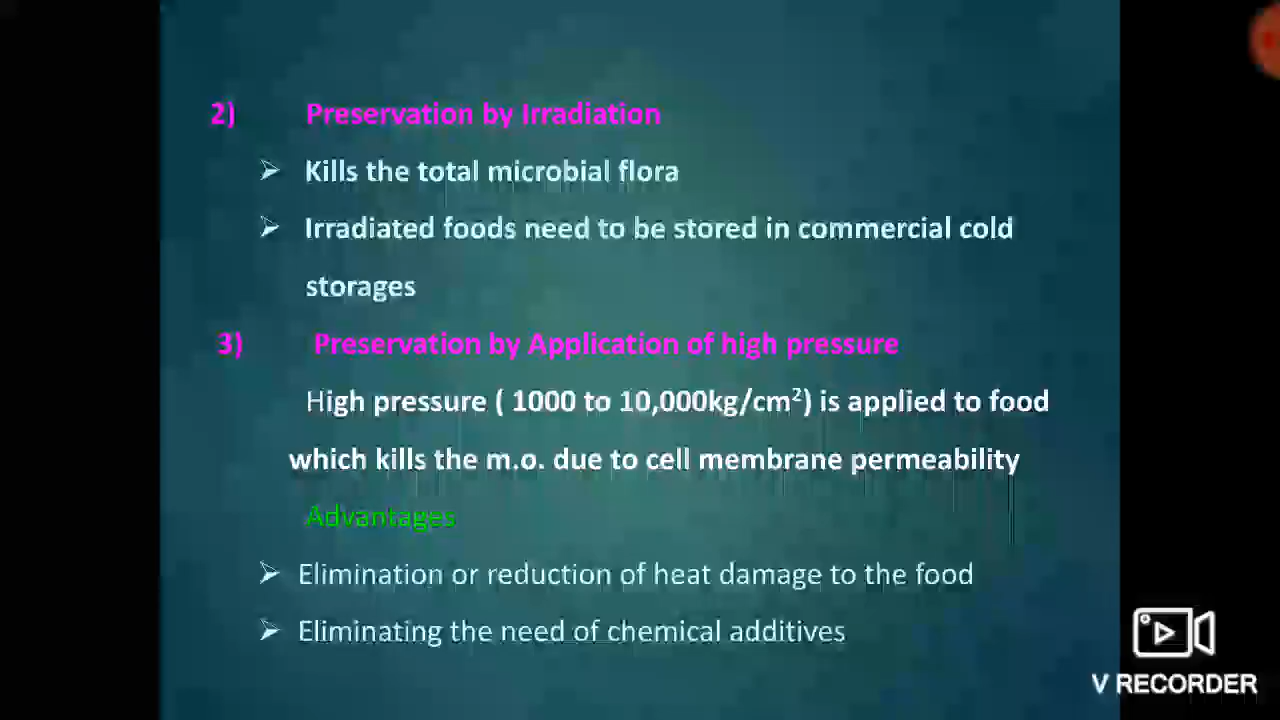 2) Preservation by Irradiation
➢ Kills the total microbial flora
➢ Irradiated foods need to be stored in commercial cold
storages
3) Preservation by Application of high pressure
High pressure ( 1000 to 10,000kg/cm²) is applied to food
which kills the m.o. due to cell membrane permeability
Advantages
➢ Elimination or reduction of heat damage to the food
➢ Eliminating the need of chemical additives
V RECORDER